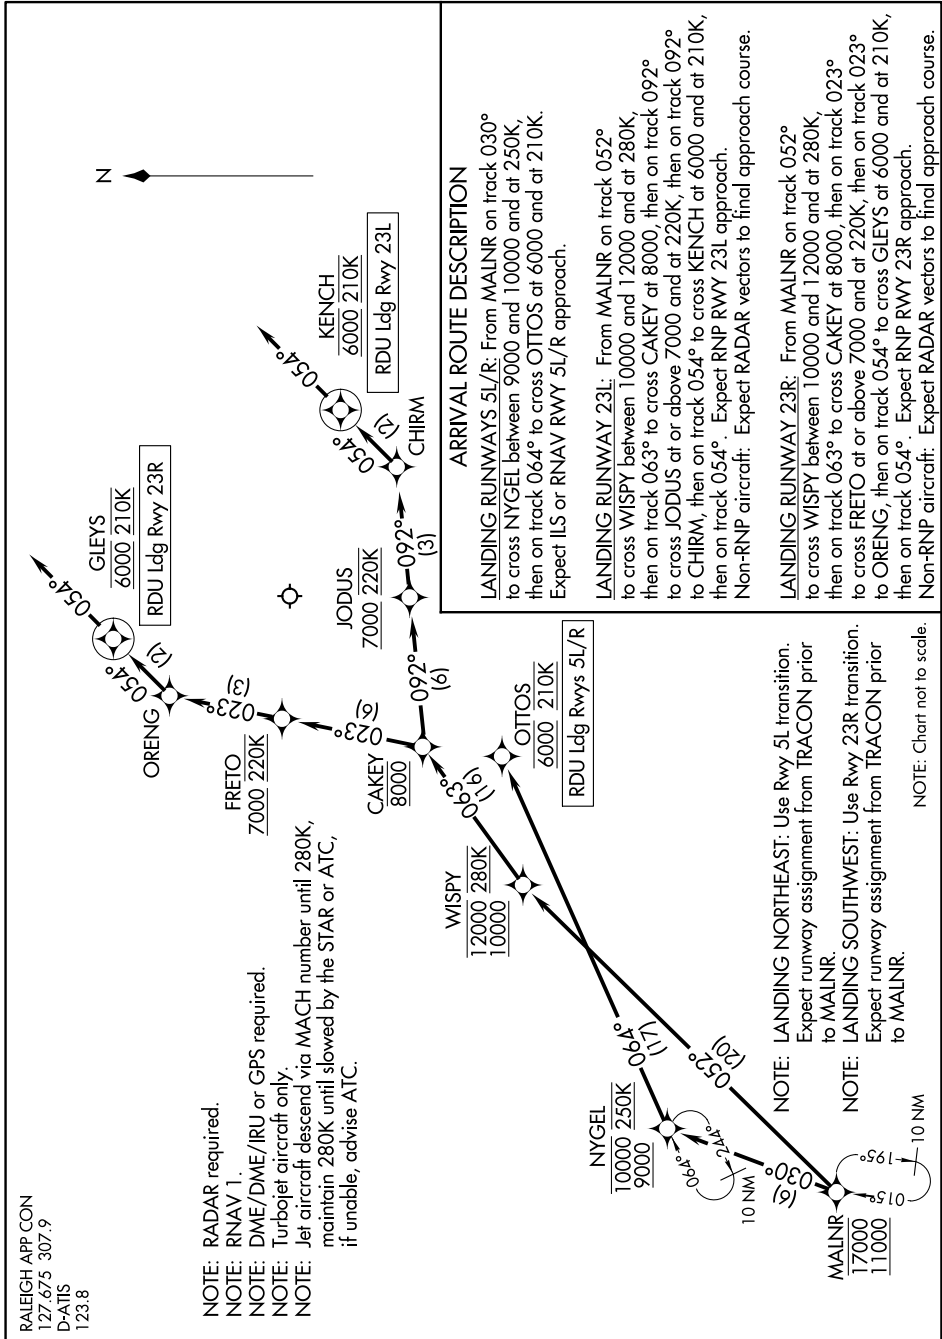 RALEIGH APP CON
127.675 307.9
D-ATIS
123.8
NOTE: RADAR required.
NOTE: RNAV 1.
NOTE: DME/DME/IRU or GPS required.
NOTE: Turbojet aircraft only.
NOTE: Jet aircraft descend via MACH number until 280K,
maintain 280K until slowed by the STAR or ATC,
if unable, advise ATC.
N
GLEYS
6000 210K
RDU Ldg Rwy 23R
054°
054°
(2)
ORENG
023°
(3)
FRETO
7000 220K
023°
(6)
CAKEY
8000
KENCH
6000 210K
RDU Ldg Rwy 23L
054°
054°
(2)
CHIRM
092°
(3)
JODUS
7000 220K
092°
(6)
063°
(16)
WISPY
12000 280K
10000
OTTOS
6000 210K
RDU Ldg Rwys 5L/R
064°
(17)
052°
(20)
NYGEL
10000 250K
9000
064°
244°
10 NM
030°
(6)
MALNR
17000
11000
015°
195°
10 NM
NOTE: LANDING NORTHEAST: Use Rwy 5L transition.
Expect runway assignment from TRACON prior
to MALNR.
NOTE: LANDING SOUTHWEST: Use Rwy 23R transition.
Expect runway assignment from TRACON prior
to MALNR.
NOTE: Chart not to scale.
ARRIVAL ROUTE DESCRIPTION
LANDING RUNWAYS 5L/R: From MALNR on track 030°
to cross NYGEL between 9000 and 10000 and at 250K,
then on track 064° to cross OTTOS at 6000 and at 210K.
Expect ILS or RNAV RWY 5L/R approach.
LANDING RUNWAY 23L: From MALNR on track 052°
to cross WISPY between 10000 and 12000 and at 280K,
then on track 063° to cross CAKEY at 8000, then on track 092°
to cross JODUS at or above 7000 and at 220K, then on track 092°
to CHIRM, then on track 054° to cross KENCH at 6000 and at 210K,
then on track 054°. Expect RNP RWY 23L approach.
Non-RNP aircraft: Expect RADAR vectors to final approach course.
LANDING RUNWAY 23R: From MALNR on track 052°
to cross WISPY between 10000 and 12000 and at 280K,
then on track 063° to cross CAKEY at 8000, then on track 023°
to cross FRETO at or above 7000 and at 220K, then on track 023°
to ORENG, then on track 054° to cross GLEYS at 6000 and at 210K,
then on track 054°. Expect RNP RWY 23R approach.
Non-RNP aircraft: Expect RADAR vectors to final approach course.